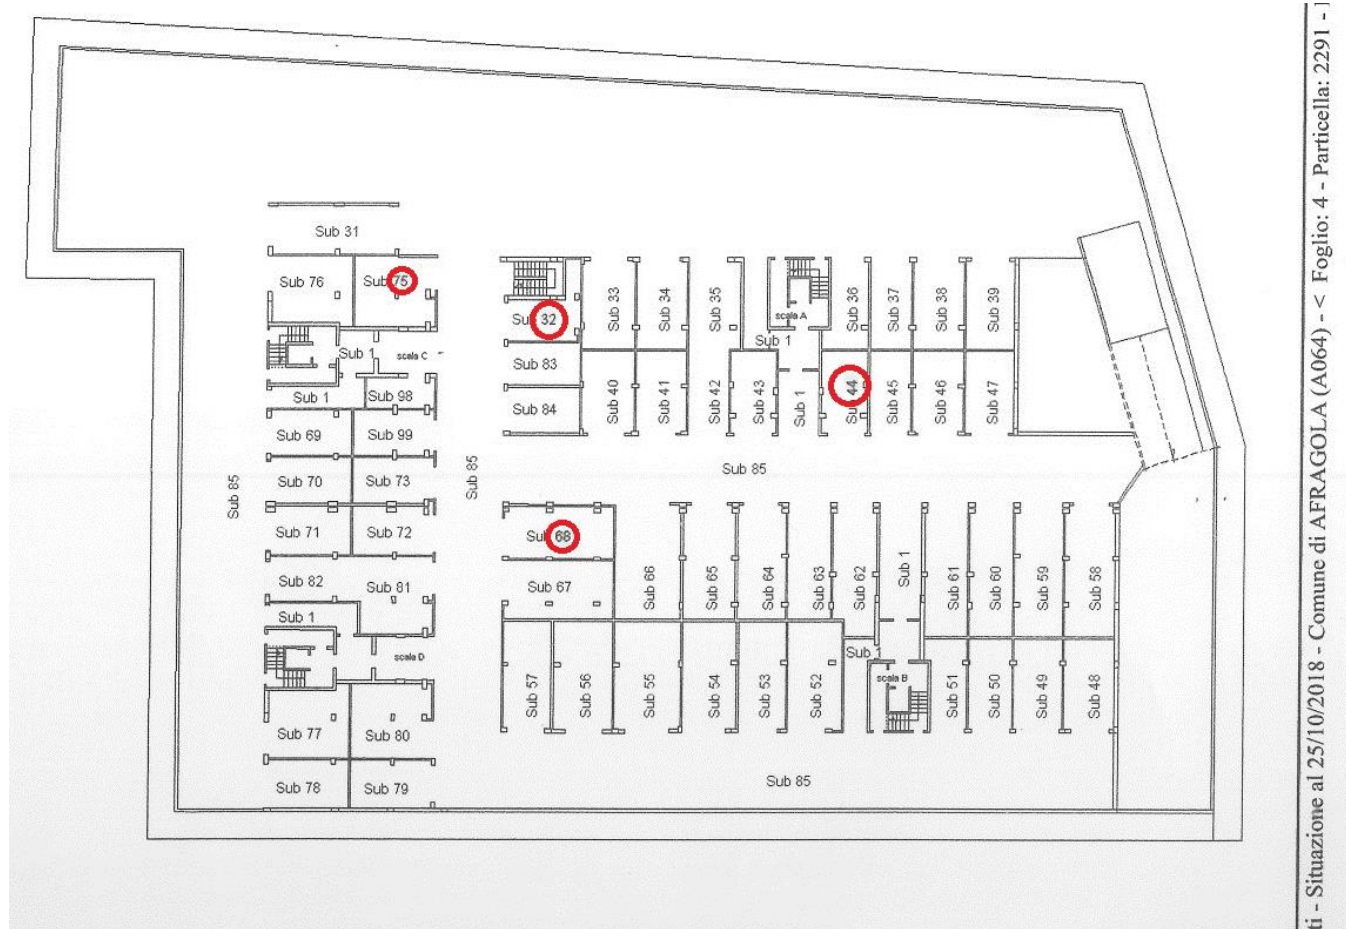 Sub 31
Sub 76
Sub 75
Sub 1
scala C
Sub 1
Sub 98
Sub 69
Sub 99
Sub 70
Sub 73
Sub 71
Sub 72
Sub 82
Sub 81
Sub 1
scala D
Sub 77
Sub 80
Sub 78
Sub 79
Sub 85
Sub 85
Sub 32
Sub 83
Sub 84
Sub 33
Sub 34
Sub 35
scala A
Sub 1
Sub 36
Sub 37
Sub 38
Sub 39
Sub 40
Sub 41
Sub 42
Sub 43
Sub 1
Sub 44
Sub 45
Sub 46
Sub 47
Sub 85
Sub 68
Sub 67
Sub 66
Sub 65
Sub 64
Sub 63
Sub 62
Sub 1
Sub 61
Sub 60
Sub 59
Sub 58
Sub 57
Sub 56
Sub 55
Sub 54
Sub 53
Sub 52
Sub 1
scala B
Sub 51
Sub 50
Sub 49
Sub 48
Sub 85
ti - Situazione al 25/10/2018 - Comune di AFRAGOLA (A064) - < Foglio: 4 - Particella: 2291 -